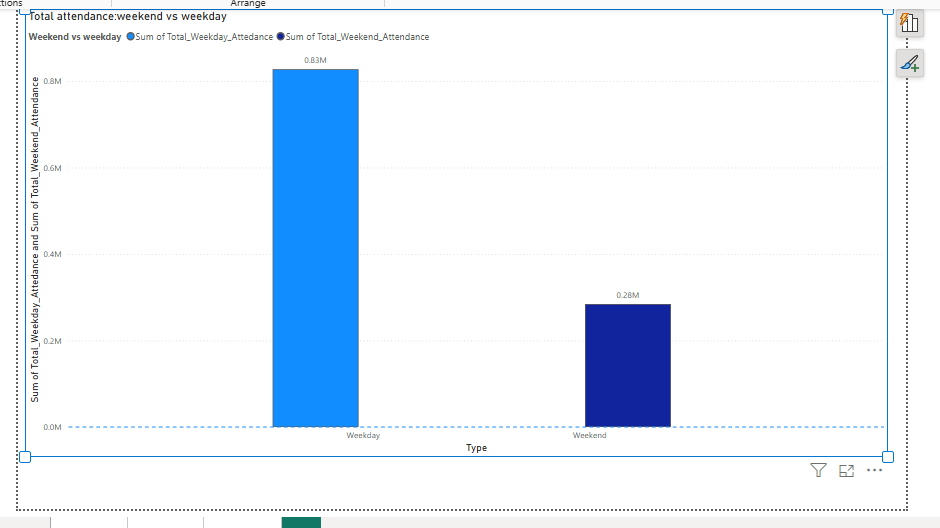 ctions Arrange
Total attendance:weekend vs weekday
Weekend vs weekday Sum of Total_Weekday_Attedance Sum of Total_Weekend_Attendance
Sum of Total_Weekday_Attedance and Sum of Total_Weekend_Attendance
0.83M
0.8M
0.6M
0.4M
0.28M
0.2M
0.0M
Weekday Weekend
Type